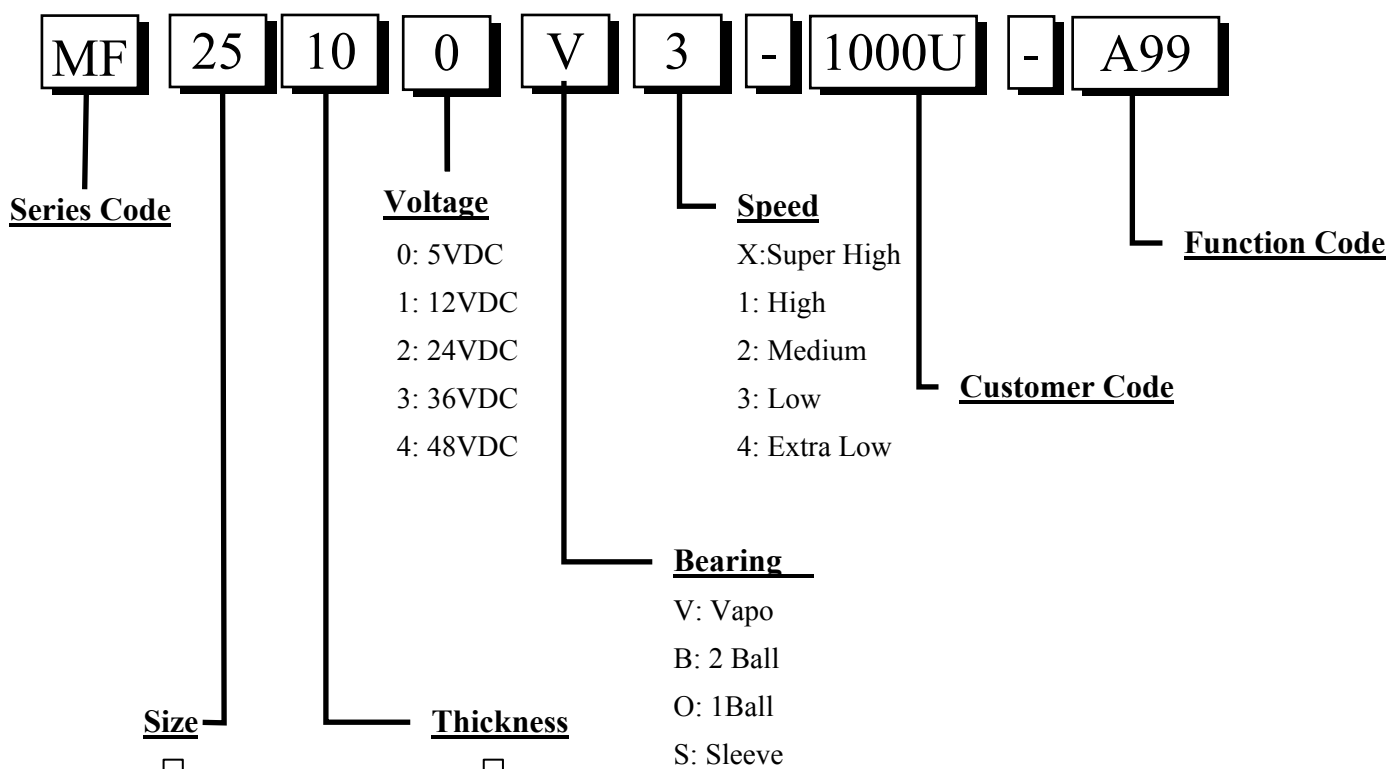 MF 25 10 0 V 3 - 1000U - A99
Series Code
Voltage
0: 5VDC
1: 12VDC
2: 24VDC
3: 36VDC
4: 48VDC
Speed
X:Super High
1: High
2: Medium
3: Low
4: Extra Low
Function Code
Customer Code
Bearing
V: Vapo
B: 2 Ball
O: 1Ball
S: Sleeve
Size
Thickness